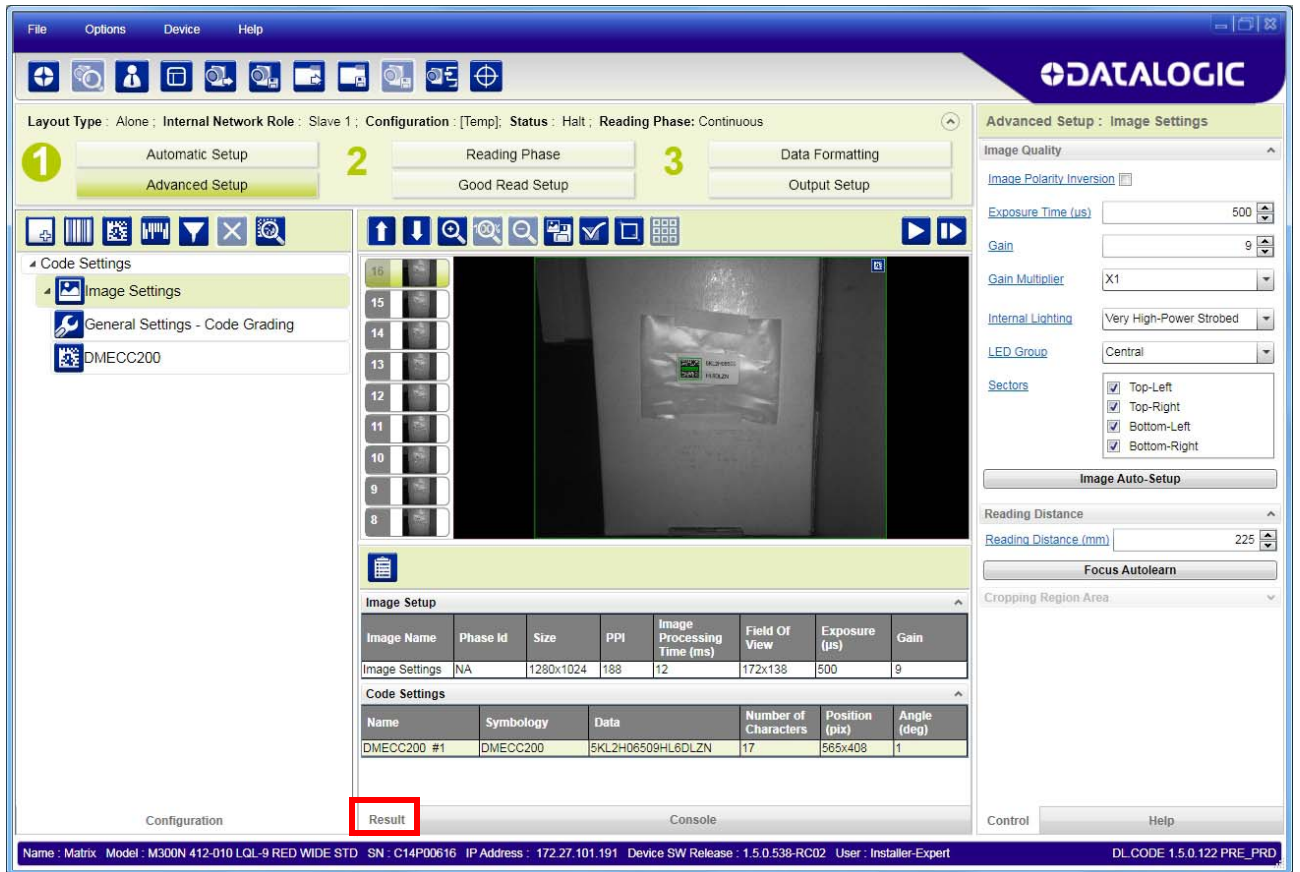 File Options Device Help
DATALOGIC
Layout Type : Alone ; Internal Network Role : Slave 1 ; Configuration : [Temp]; Status : Halt ; Reading Phase: Continuous
1 Automatic Setup 2 Reading Phase 3 Data Formatting
Advanced Setup Good Read Setup Output Setup
Code Settings
Image Settings
General Settings - Code Grading
DMECC200
Configuration
100%
16
15
14
13
12
11
10
9
8
Image Setup
Image Name Phase Id Size PPI Image Processing Time (ms) Field Of View Exposure (µs) Gain
Image Settings NA 1280x1024 188 12 172x138 500 9
Code Settings
Name Symbology Data Number of Characters Position (pix) Angle (deg)
DMECC200 #1 DMECC200 5KL2H06509HL6DLZN 17 565x408 1
Result Console
Advanced Setup : Image Settings
Image Quality
Image Polarity Inversion
Exposure Time (µs) 500
Gain 9
Gain Multiplier X1
Internal Lighting Very High-Power Strobed
LED Group Central
Sectors Top-Left
Top-Right
Bottom-Left
Bottom-Right
Image Auto-Setup
Reading Distance
Reading Distance (mm) 225
Focus Autolearn
Cropping Region Area
Control Help
Name : Matrix Model : M300N 412-010 LQL-9 RED WIDE STD SN : C14P00616 IP Address : 172.27.101.191 Device SW Release : 1.5.0.538-RC02 User : Installer-Expert DL.CODE 1.5.0.122 PRE_PRD